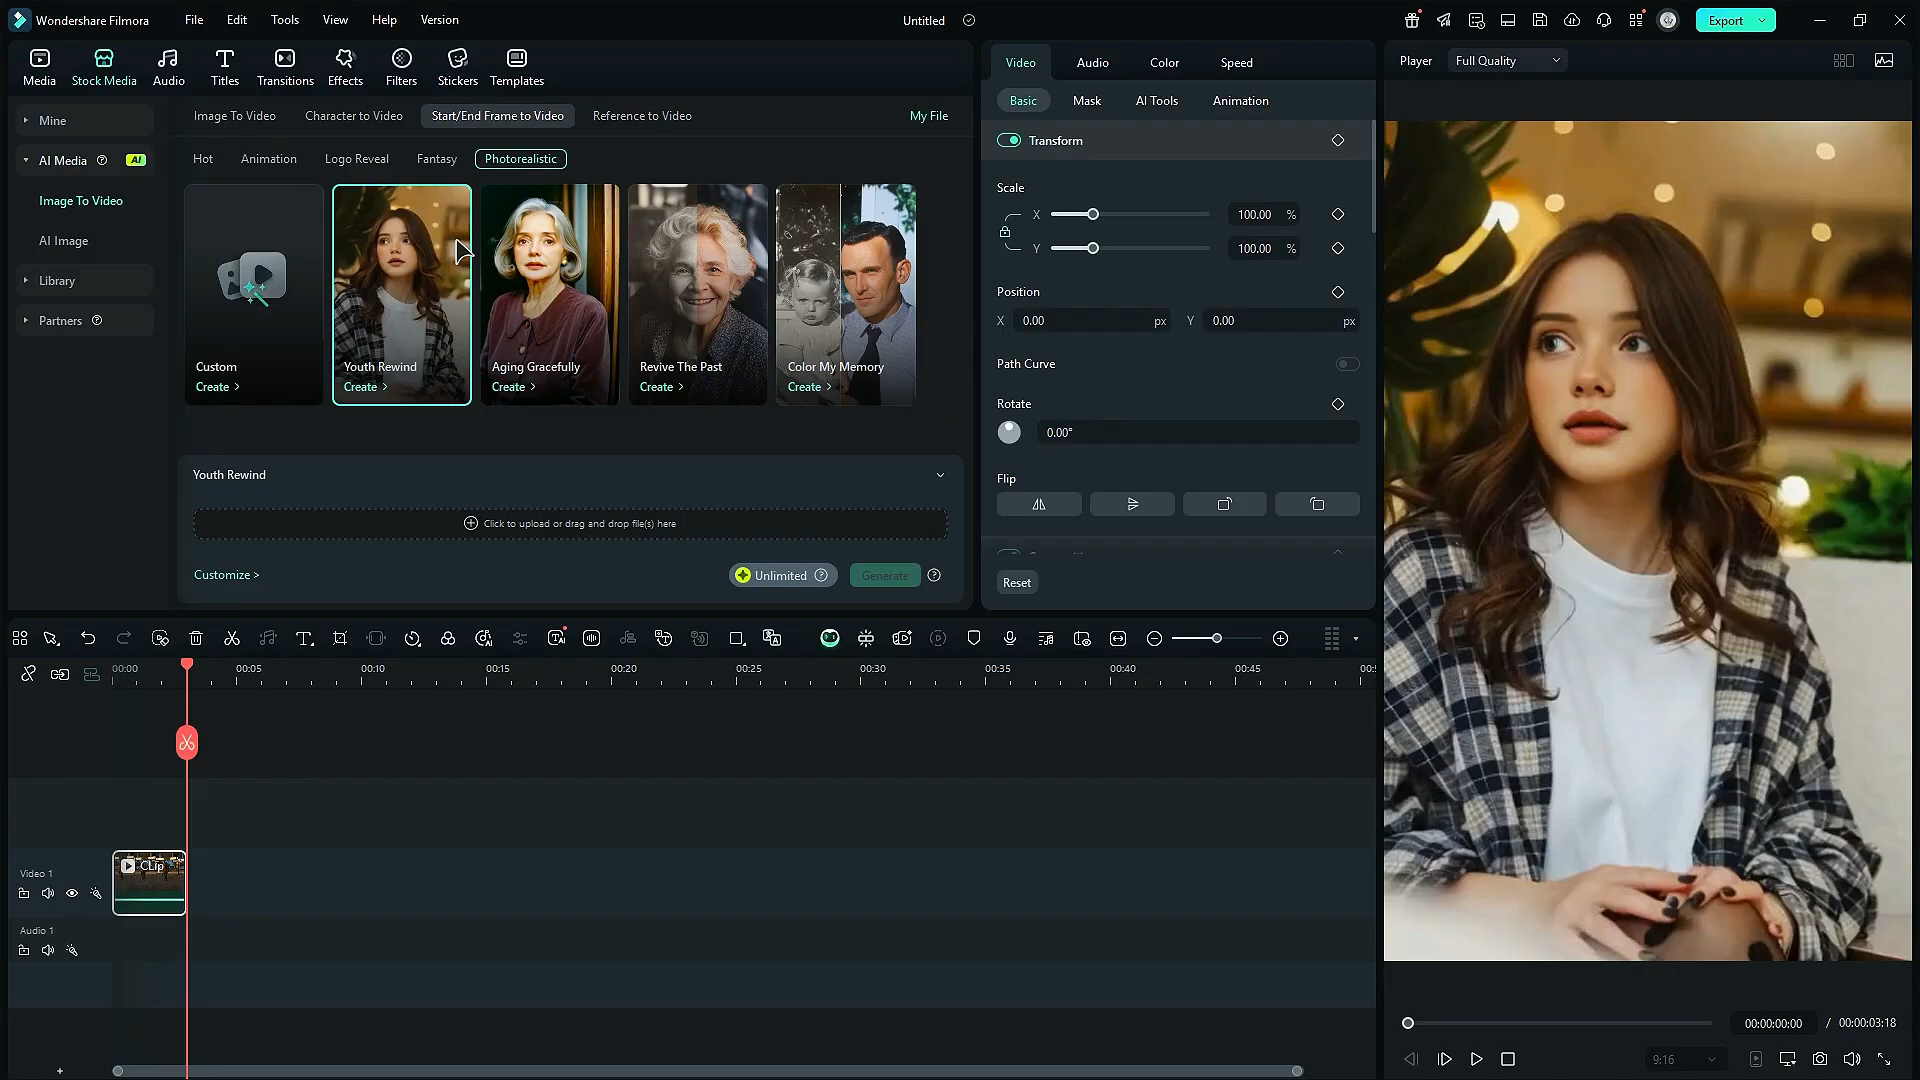 Wondershare Filmora
File
Edit
Tools
View
Help
Version
Untitled
Export
Media
Stock Media
Audio
Titles
Transitions
Effects
Filters
Stickers
Templates
Mine
AI Media
AI
Image To Video
AI Image
Library
Partners
Image To Video
Character to Video
Start/End Frame to Video
Reference to Video
My File
Hot
Animation
Logo Reveal
Fantasy
Photorealistic
Custom
Create >
Youth Rewind
Create >
Aging Gracefully
Create >
Revive The Past
Create >
Color My Memory
Create >
Youth Rewind
Click to upload or drag and drop file(s) here
Customize >
Unlimited
Generate
Video
Audio
Color
Speed
Basic
Mask
AI Tools
Animation
Transform
Scale
X
100.00 %
Y
100.00 %
Position
X 0.00 px
Y 0.00 px
Path Curve
Rotate
0.00°
Flip
Reset
Player
Full Quality
00:00:00:00 / 00:00:03:18
9:16
00:00
00:05
00:10
00:15
00:20
00:25
00:30
00:35
00:40
00:45
Video 1
CLip
Audio 1